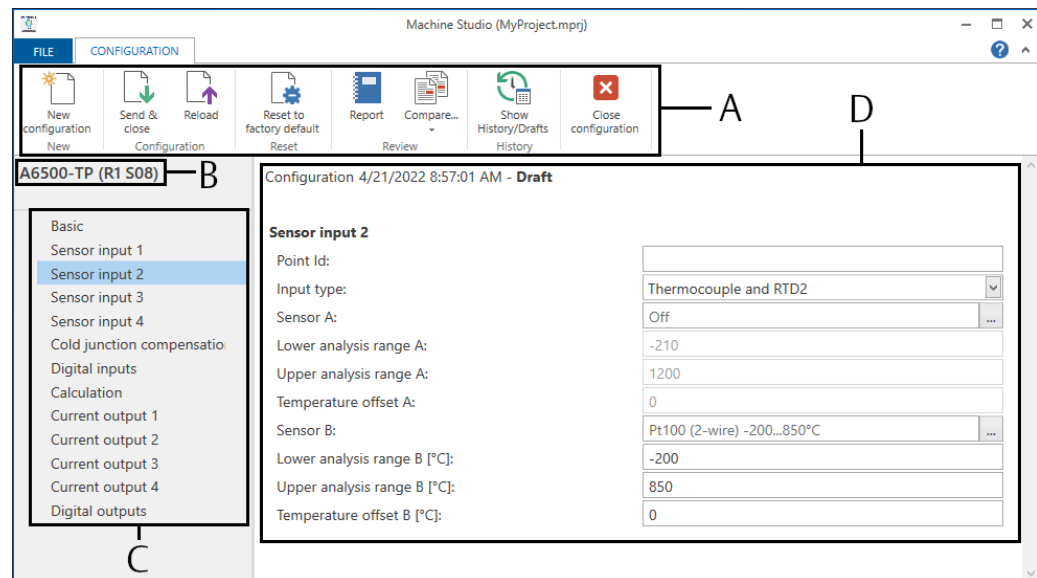 Machine Studio (MyProject.mprj)
FILE CONFIGURATION
New configuration
Send & close
Reload
Reset to factory default
Report
Compare...
Show History/Drafts
Close configuration
New
Configuration
Reset
Review
History
A
D
A6500-TP (R1 S08)
B
Configuration 4/21/2022 8:57:01 AM - Draft
Basic
Sensor input 1
Sensor input 2
Sensor input 3
Sensor input 4
Cold junction compensatio
Digital inputs
Calculation
Current output 1
Current output 2
Current output 3
Current output 4
Digital outputs
C
Sensor input 2
Point Id:
Input type: Thermocouple and RTD2
Sensor A: Off ...
Lower analysis range A: -210
Upper analysis range A: 1200
Temperature offset A: 0
Sensor B: Pt100 (2-wire) -200...850°C ...
Lower analysis range B [°C]: -200
Upper analysis range B [°C]: 850
Temperature offset B [°C]: 0